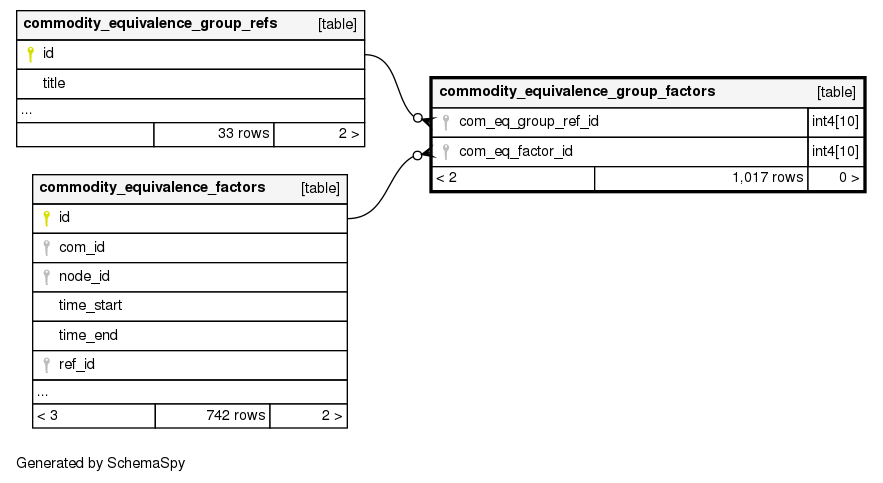 commodity_equivalence_group_refs [table]
id
title
...
33 rows 2 >
commodity_equivalence_group_factors [table]
com_eq_group_ref_id int4[10]
com_eq_factor_id int4[10]
< 2 1,017 rows 0 >
commodity_equivalence_factors [table]
id
com_id
node_id
time_start
time_end
ref_id
...
< 3 742 rows 2 >
Generated by SchemaSpy